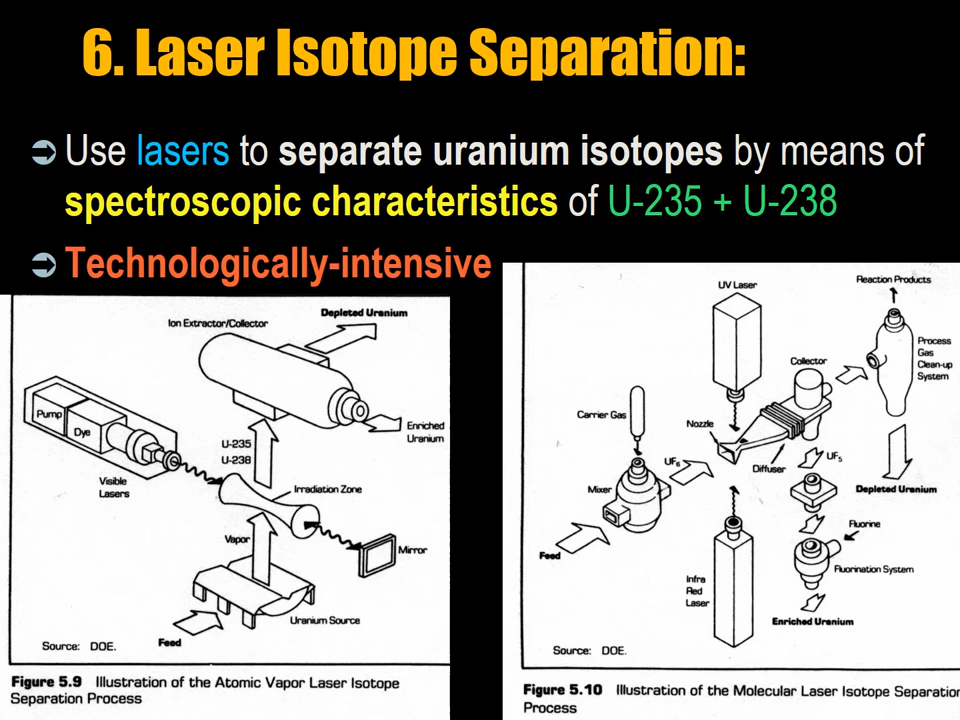 6. Laser Isotope Separation:
Use lasers to separate uranium isotopes by means of
spectroscopic characteristics of U-235 + U-238
Technologically-intensive
Depleted Uranium
Ion Extractor/Collector
Pump
Dye
Enriched
Uranium
U-235
U-238
Visible
Lasers
Irradiation Zone
Vapor
Mirror
Uranium Source
Feed
Source: DOE.
Figure 5.9 Illustration of the Atomic Vapor Laser Isotope
Separation Process
UV Laser
Reaction Products
Process
Gas
Clean-up
System
Collector
Carrier Gas
Nozzle
UF₆
Diffuser
UF₅
Mixer
Depleted Uranium
Fluorine
Feed
Fluorination System
Infra
Red
Laser
Enriched Uranium
Source: DOE.
Figure 5.10 Illustration of the Molecular Laser Isotope Separation
Process